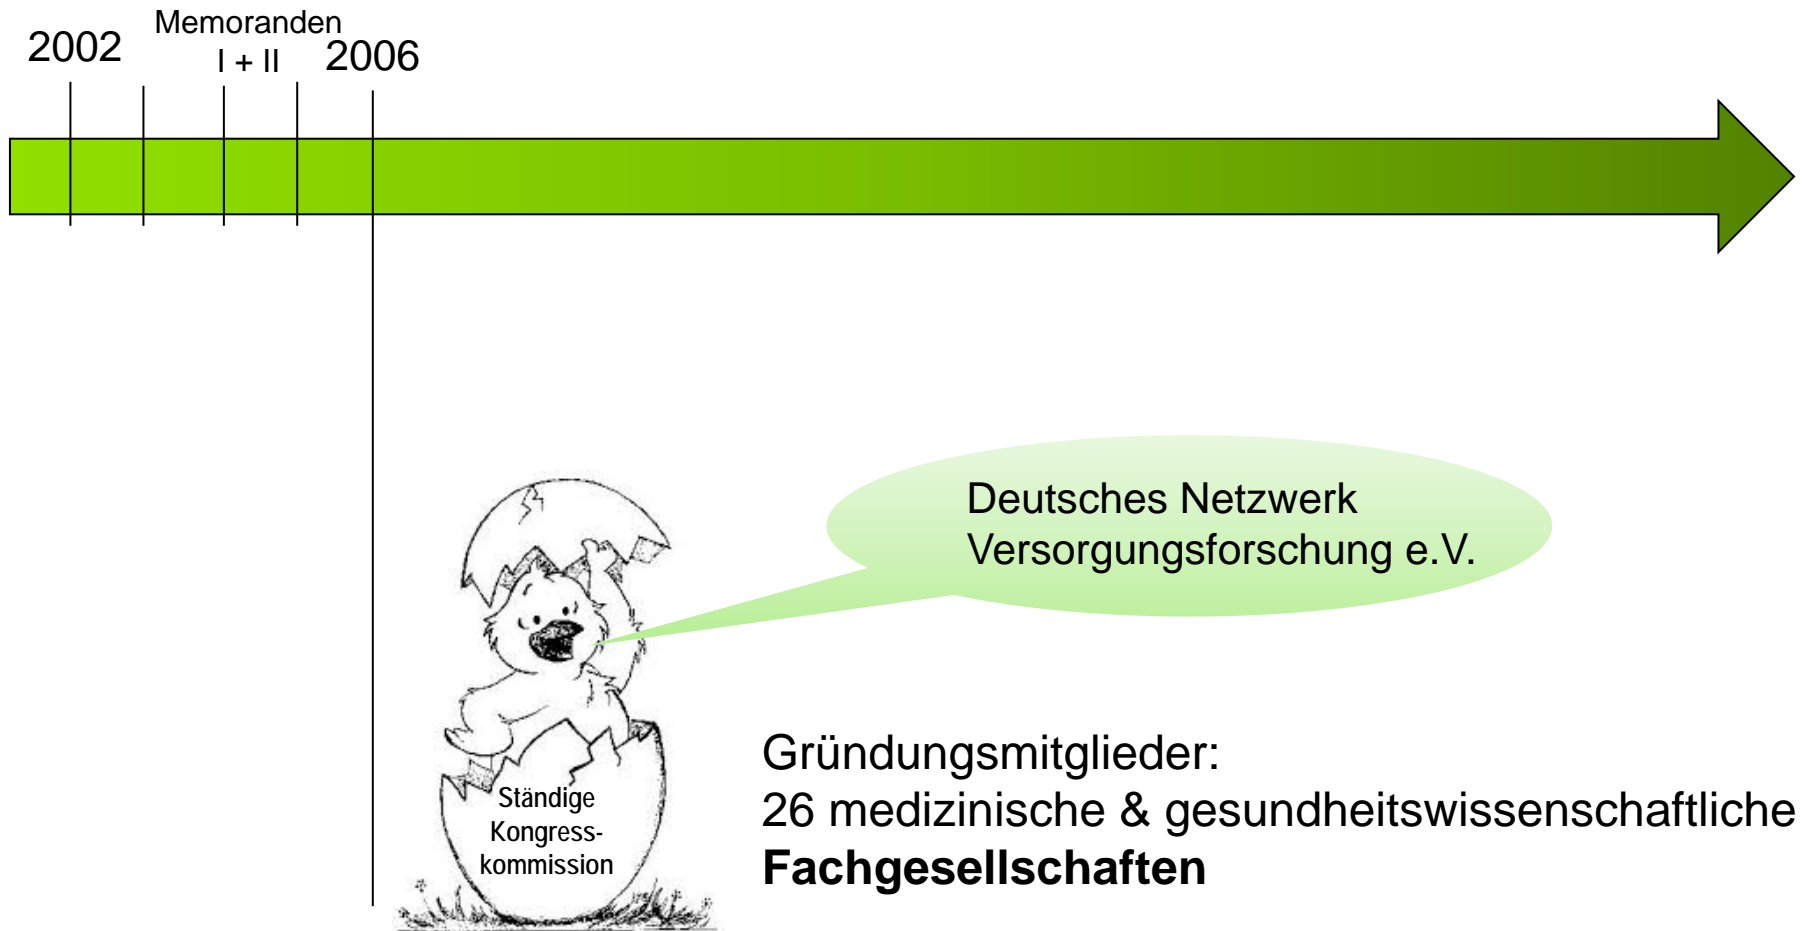 2002
Memoranden
I + II
2006
Deutsches Netzwerk
Versorgungsforschung e.V.
Ständige
Kongress-
kommission
Gründungsmitglieder:
26 medizinische & gesundheitswissenschaftliche
Fachgesellschaften